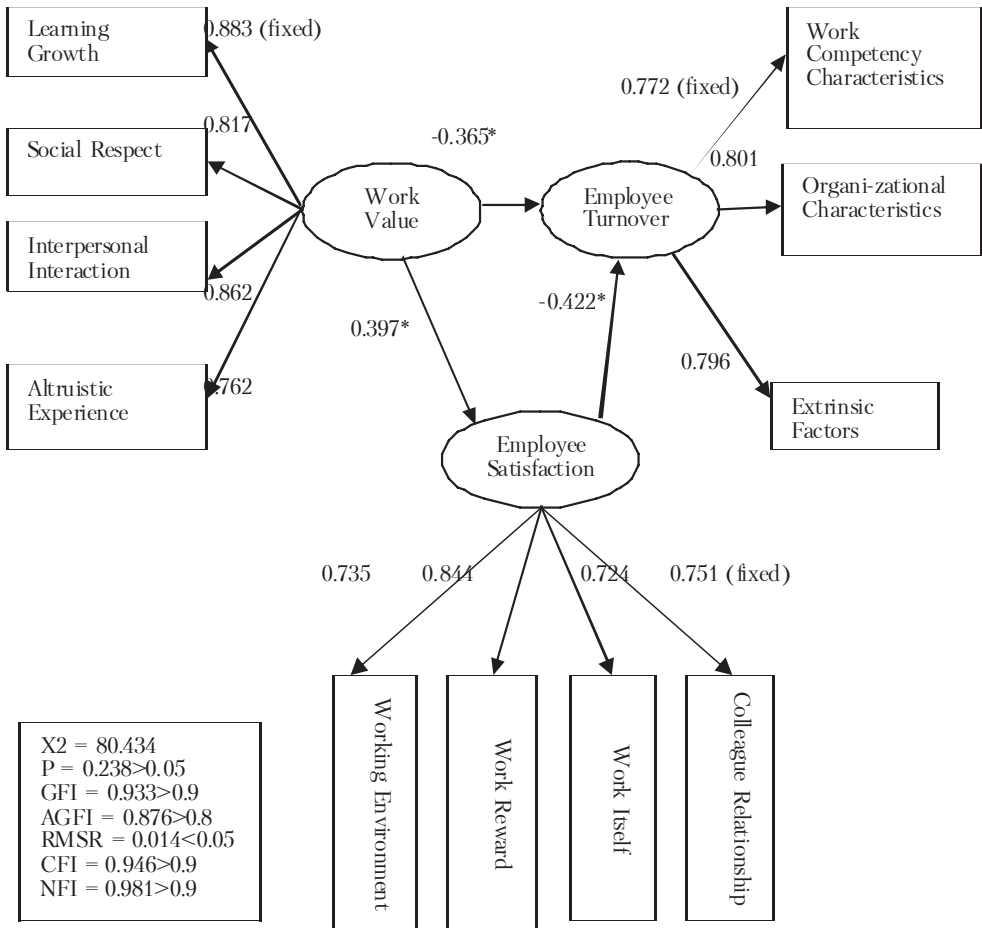 Learning
Growth
0.883 (fixed)
Work
Competency
Characteristics
0.772 (fixed)
0.817
-0.365*
Social Respect
0.801
Work
Value
Employee
Turnover
Organi-zational
Characteristics
Interpersonal
Interaction
0.862
0.397*
-0.422*
0.796
Altruistic
Experience
0.762
Extrinsic
Factors
Employee
Satisfaction
0.735
0.844
0.724
0.751 (fixed)
Working Environment
Work Reward
Work Itself
Colleague Relationship
X2 = 80.434
P = 0.238>0.05
GFI = 0.933>0.9
AGFI = 0.876>0.8
RMSR = 0.014<0.05
CFI = 0.946>0.9
NFI = 0.981>0.9